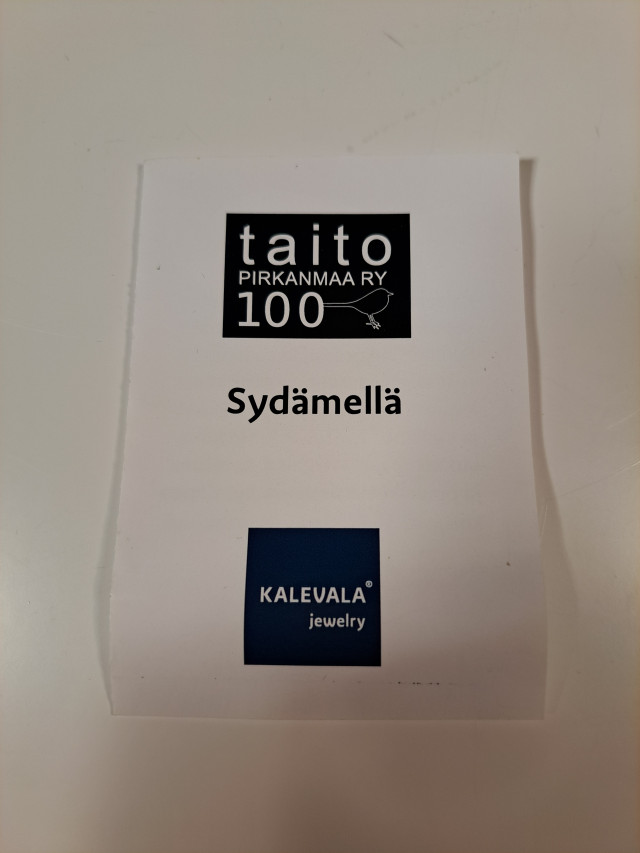 taito
PIRKANMAA RY
100
Sydämellä
KALEVALA®
jewelry